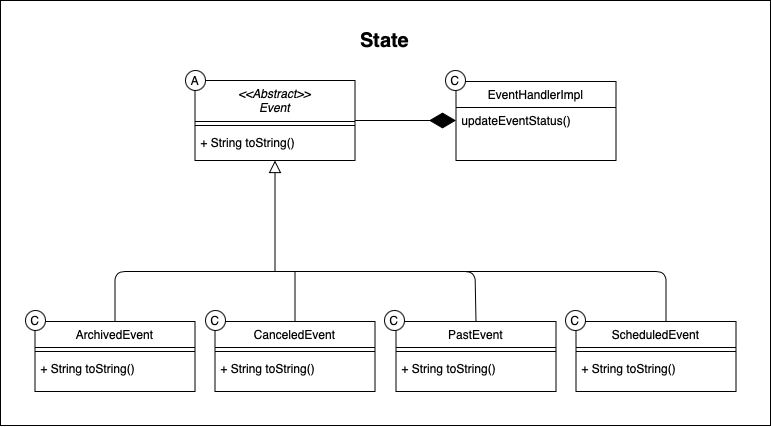 State
A
<<Abstract>>
Event
+ String toString()
C
EventHandlerImpl
updateEventStatus()
C
ArchivedEvent
+ String toString()
C
CanceledEvent
+ String toString()
C
PastEvent
+ String toString()
C
ScheduledEvent
+ String toString()